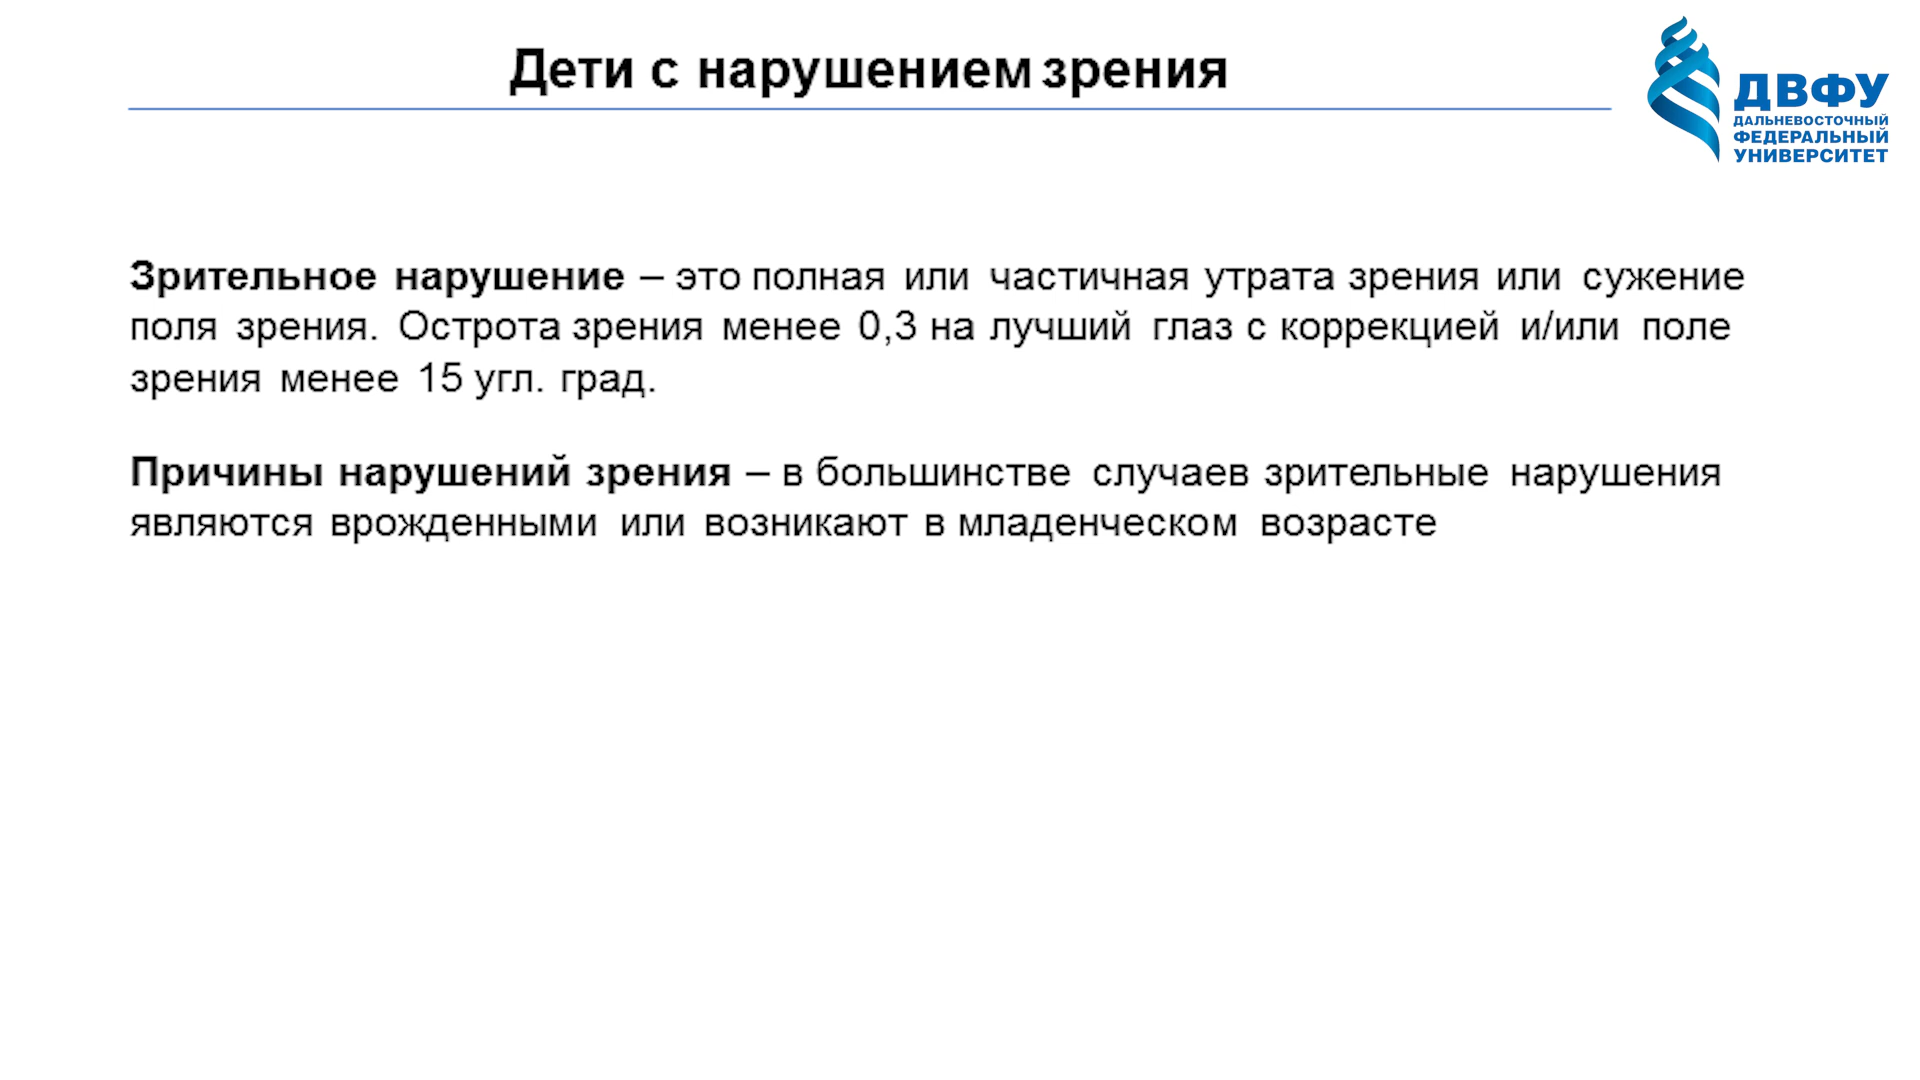 Дети с нарушением зрения
ДВФУ
ДАЛЬНЕВОСТОЧНЫЙ
ФЕДЕРАЛЬНЫЙ
УНИВЕРСИТЕТ
Зрительное нарушение – это полная или частичная утрата зрения или сужение
поля зрения. Острота зрения менее 0,3 на лучший глаз с коррекцией и/или поле
зрения менее 15 угл. град.
Причины нарушений зрения – в большинстве случаев зрительные нарушения
являются врожденными или возникают в младенческом возрасте